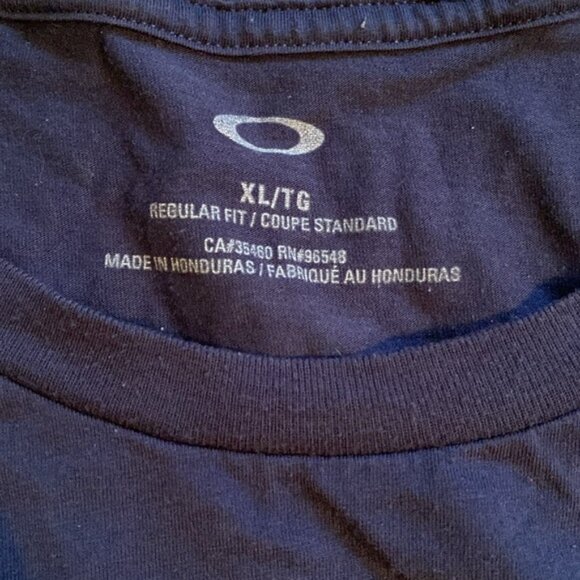 XL/TG
REGULAR FIT / COUPE STANDARD
CA#35460 RN#96548
MADE IN HONDURAS / FABRIQUÉ AU HONDURAS